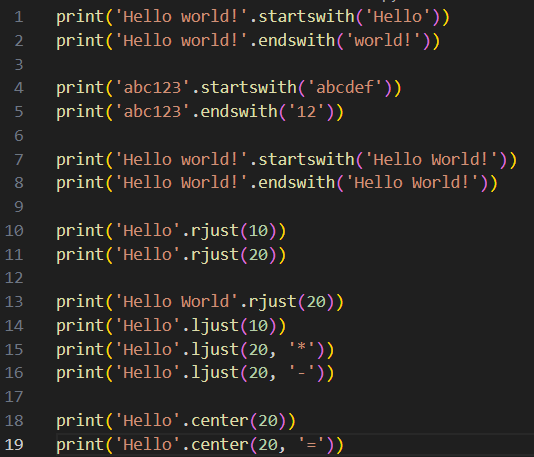 1 print('Hello world!'.startswith('Hello'))
2 print('Hello world!'.endswith('world!'))
3
4 print('abc123'.startswith('abcdef'))
5 print('abc123'.endswith('12'))
6
7 print('Hello world!'.startswith('Hello World!'))
8 print('Hello World!'.endswith('Hello World!'))
9
10 print('Hello'.rjust(10))
11 print('Hello'.rjust(20))
12
13 print('Hello World'.rjust(20))
14 print('Hello'.ljust(10))
15 print('Hello'.ljust(20, '*'))
16 print('Hello'.ljust(20, '-'))
17
18 print('Hello'.center(20))
19 print('Hello'.center(20, '='))